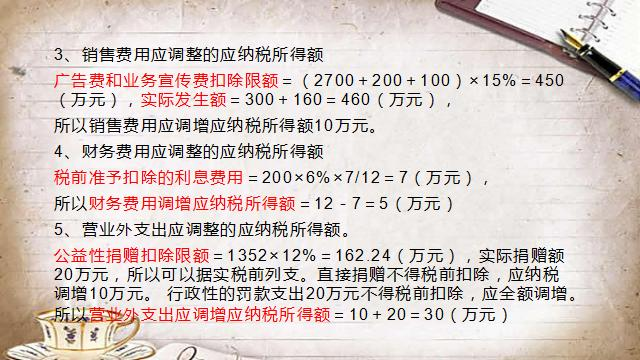 3、销售费用应调整的应纳税所得额
广告费和业务宣传费扣除限额＝（2700＋200＋100）×15%＝450
（万元），实际发生额＝300＋160＝460（万元），
所以销售费用应调增应纳税所得额10万元。
4、财务费用应调整的应纳税所得额
税前准予扣除的利息费用＝200×6%×7/12＝7（万元），
所以财务费用调增应纳税所得额＝12－7＝5（万元）
5、营业外支出应调整的应纳税所得额。
公益性捐赠扣除限额＝1352×12%＝162.24（万元），实际捐赠额
20万元，所以可以据实税前列支。直接捐赠不得税前扣除，应纳税
调增10万元。 行政性的罚款支出20万元不得税前扣除，应全额调增。
所以营业外支出应调增应纳税所得额＝10＋20＝30（万元）